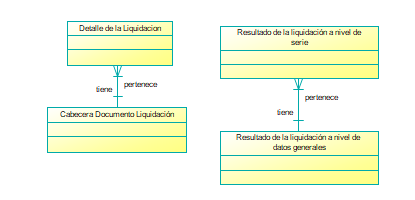 Detalle de la Liquidacion
pertenece
tiene
Cabecera Documento Liquidación
Resultado de la liquidación a nivel de
serie
pertenece
tiene
Resultado de la liquidación a nivel de
datos generales